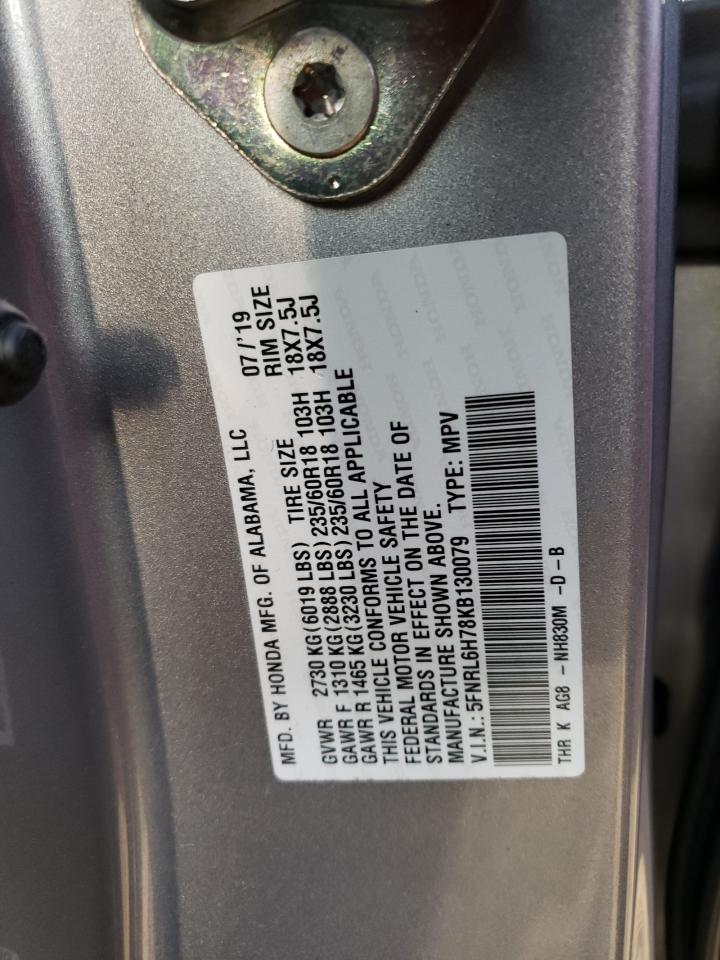 MFD. BY HONDA MFG. OF ALABAMA, LLC 07/'19
TIRE SIZE RIM SIZE
GVWR 2730 KG(6019 LBS)
GAWR F 1310 KG(2888 LBS) 235/60R18 103H 18X7.5J
GAWR R 1465 KG(3230 LBS) 235/60R18 103H 18X7.5J
THIS VEHICLE CONFORMS TO ALL APPLICABLE
FEDERAL MOTOR VEHICLE SAFETY
STANDARDS IN EFFECT ON THE DATE OF
MANUFACTURE SHOWN ABOVE.
V.I.N.: 5FNRL6H78KB130079 TYPE: MPV
THR K AG8 - NH830M -D-B
HONDA